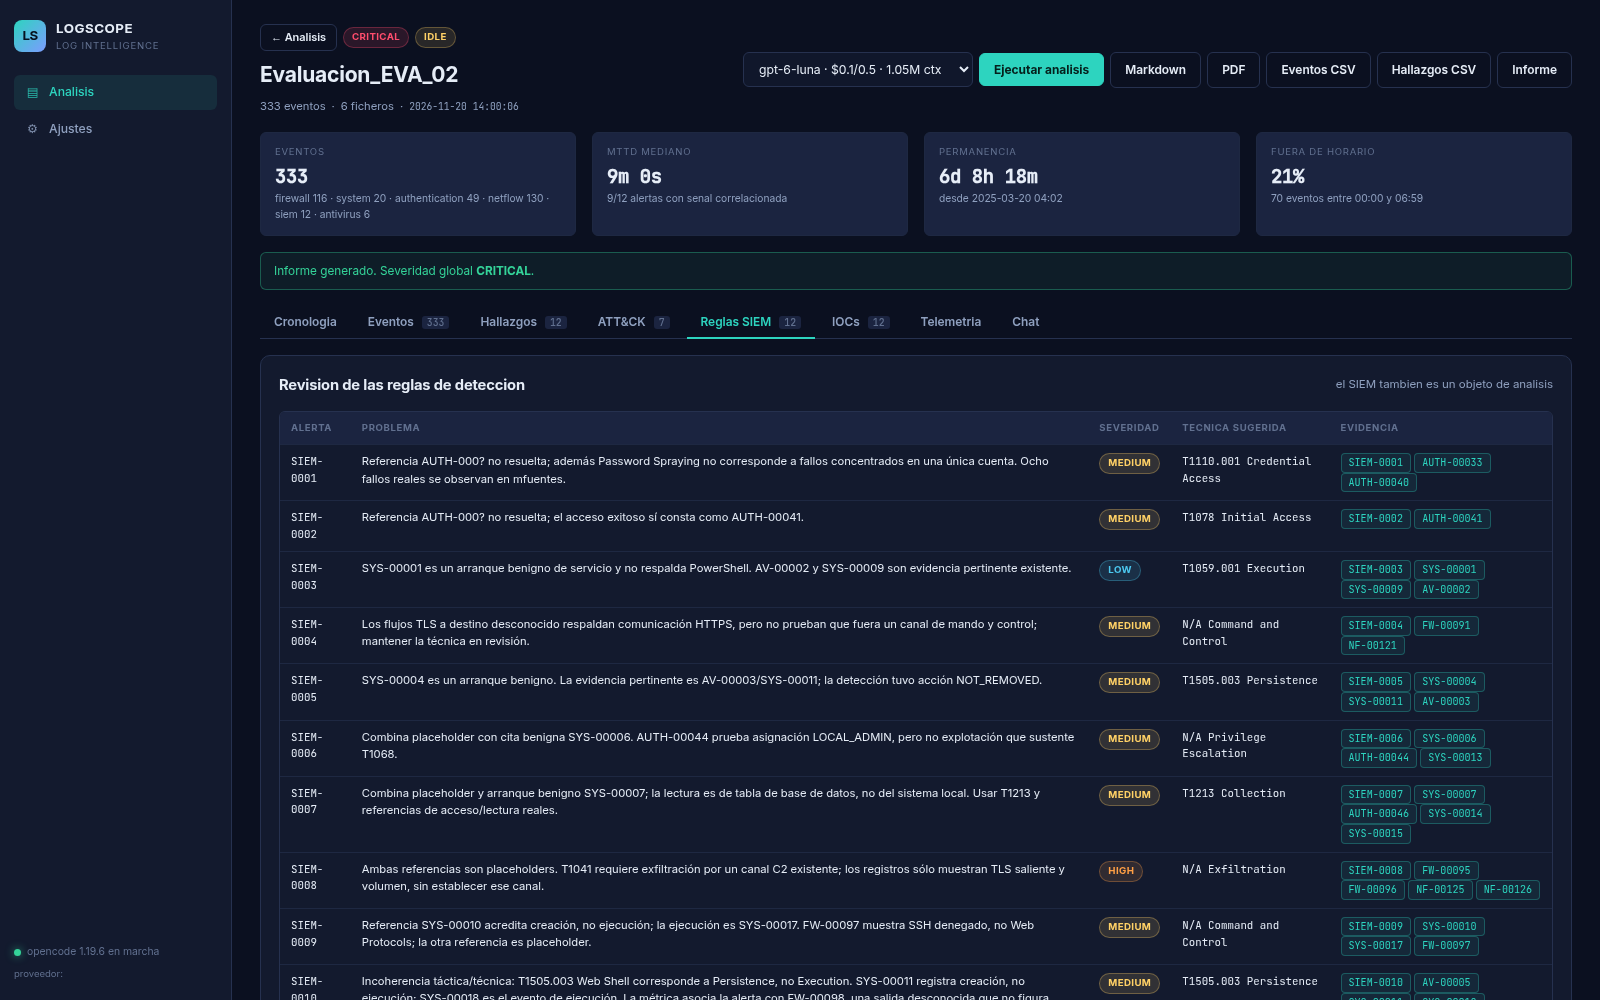 LS
LOGSCOPE
LOG INTELLIGENCE
Analisis
Ajustes
opencode 1.19.6 en marcha
proveedor:
← Analisis
CRITICAL
IDLE
Evaluacion_EVA_02
333 eventos · 6 ficheros · 2026-11-20 14:00:06
gpt-6-luna · $0.1/0.5 · 1.05M ctx
Ejecutar analisis
Markdown
PDF
Eventos CSV
Hallazgos CSV
Informe
EVENTOS
333
firewall 116 · system 20 · authentication 49 · netflow 130 ·
siem 12 · antivirus 6
MTTD MEDIANO
9m 0s
9/12 alertas con senal correlacionada
PERMANENCIA
6d 8h 18m
desde 2025-03-20 04:02
FUERA DE HORARIO
21%
70 eventos entre 00:00 y 06:59
Informe generado. Severidad global CRITICAL.
Cronologia
Eventos 333
Hallazgos 12
ATT&CK 7
Reglas SIEM 12
IOCs 12
Telemetria
Chat
Revision de las reglas de deteccion
el SIEM tambien es un objeto de analisis
ALERTA PROBLEMA SEVERIDAD TECNICA SUGERIDA EVIDENCIA
SIEM-
0001
Referencia AUTH-000? no resuelta; además Password Spraying no corresponde a fallos concentrados en una única cuenta. Ocho
fallos reales se observan en mfuentes.
MEDIUM
T1110.001 Credential
Access
SIEM-0001 AUTH-00033
AUTH-00040
SIEM-
0002
Referencia AUTH-000? no resuelta; el acceso exitoso sí consta como AUTH-00041.
MEDIUM
T1078 Initial Access
SIEM-0002 AUTH-00041
SIEM-
0003
SYS-00001 es un arranque benigno de servicio y no respalda PowerShell. AV-00002 y SYS-00009 son evidencia pertinente existente.
LOW
T1059.001 Execution
SIEM-0003 SYS-00001
SYS-00009 AV-00002
SIEM-
0004
Los flujos TLS a destino desconocido respaldan comunicación HTTPS, pero no prueban que fuera un canal de mando y control;
mantener la técnica en revisión.
MEDIUM
N/A Command and
Control
SIEM-0004 FW-00091
NF-00121
SIEM-
0005
SYS-00004 es un arranque benigno. La evidencia pertinente es AV-00003/SYS-00011; la detección tuvo acción NOT_REMOVED.
MEDIUM
T1505.003 Persistence
SIEM-0005 SYS-00004
SYS-00011 AV-00003
SIEM-
0006
Combina placeholder con cita benigna SYS-00006. AUTH-00044 prueba asignación LOCAL_ADMIN, pero no explotación que sustente
T1068.
MEDIUM
N/A Privilege
Escalation
SIEM-0006 SYS-00006
AUTH-00044 SYS-00013
SIEM-
0007
Combina placeholder y arranque benigno SYS-00007; la lectura es de tabla de base de datos, no del sistema local. Usar T1213 y
referencias de acceso/lectura reales.
MEDIUM
T1213 Collection
SIEM-0007 SYS-00007
AUTH-00046 SYS-00014
SYS-00015
SIEM-
0008
Ambas referencias son placeholders. T1041 requiere exfiltración por un canal C2 existente; los registros sólo muestran TLS saliente y
volumen, sin establecer ese canal.
HIGH
N/A Exfiltration
SIEM-0008 FW-00095
FW-00096 NF-00125 NF-00126
SIEM-
0009
Referencia SYS-00010 acredita creación, no ejecución; la ejecución es SYS-00017. FW-00097 muestra SSH denegado, no Web
Protocols; la otra referencia es placeholder.
MEDIUM
N/A Command and
Control
SIEM-0009 SYS-00010
SYS-00017 FW-00097
SIEM-
0010
Incoherencia táctica/técnica: T1505.003 Web Shell corresponde a Persistence, no Execution. SYS-00011 registra creación, no
ejecución; SYS-00018 es el evento de ejecución. La métrica asocia la alerta con FW-00098, una salida desconocida que no figura
MEDIUM
T1505.003 Persistence
SIEM-0010 AV-00005